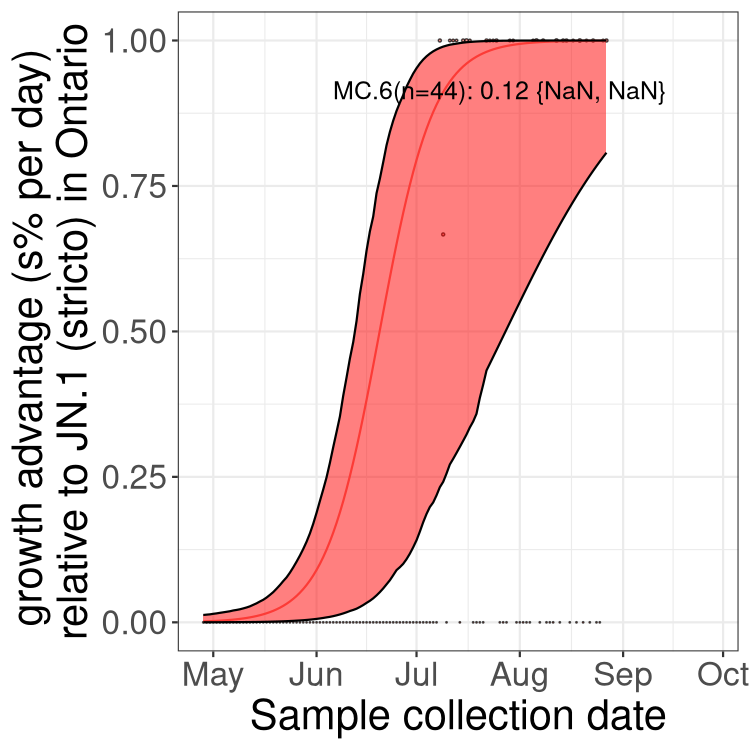 growth advantage (s% per day)
relative to JN.1 (stricto) in Ontario
1.00
0.75
0.50
0.25
0.00
MC.6(n=44): 0.12 {NaN, NaN}
May Jun Jul Aug Sep Oct
Sample collection date